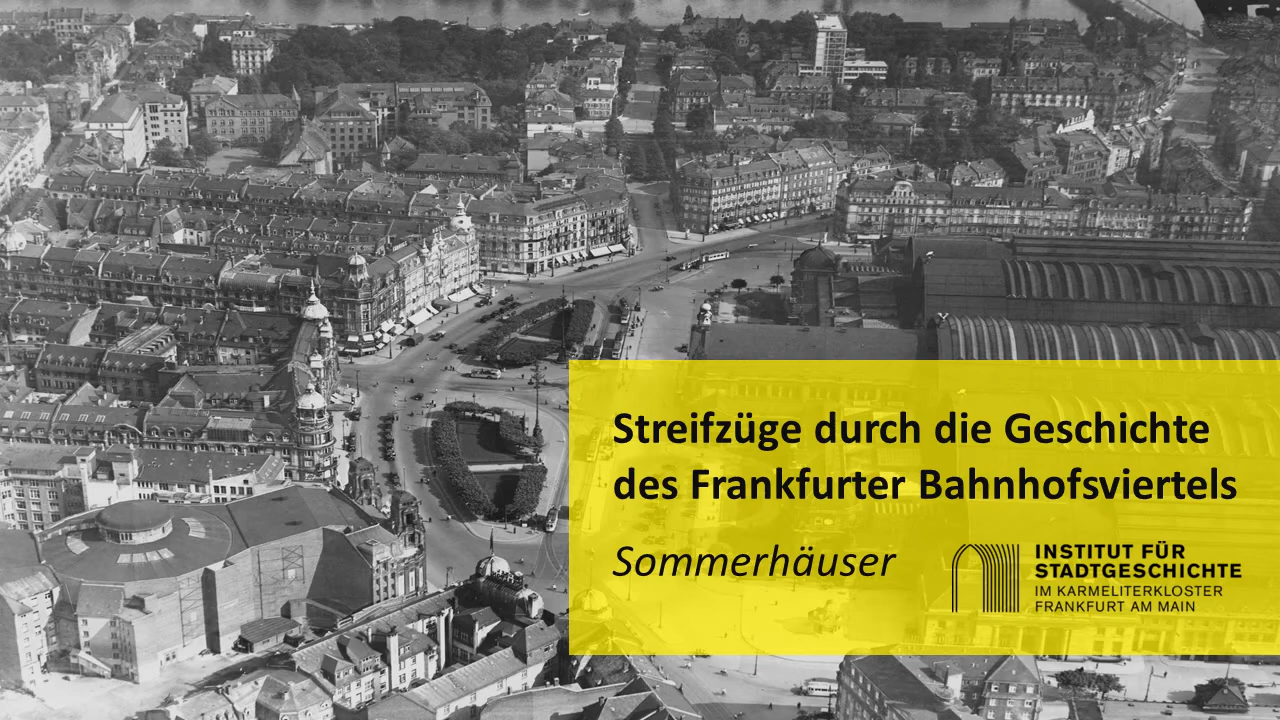 Streifzüge durch die Geschichte
des Frankfurter Bahnhofsviertels
Sommerhäuser
INSTITUT FÜR
STADTGESCHICHTE
IM KARMELITERKLOSTER
FRANKFURT AM MAIN